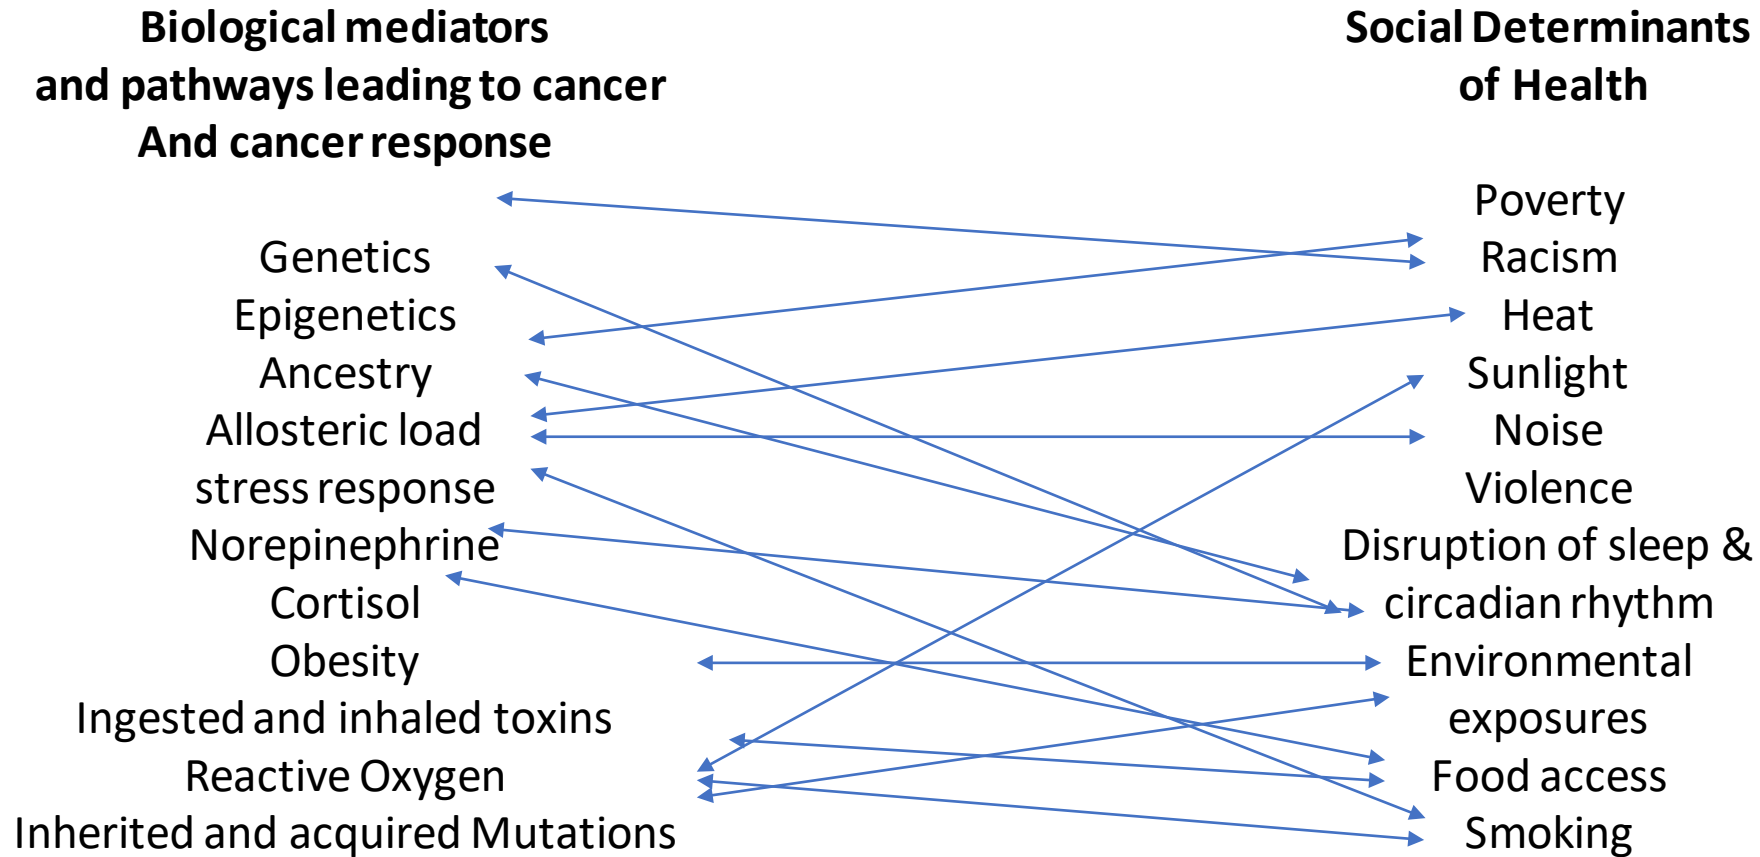 Biological mediators
and pathways leading to cancer
And cancer response
Genetics
Epigenetics
Ancestry
Allosteric load
stress response
Norepinephrine
Cortisol
Obesity
Ingested and inhaled toxins
Reactive Oxygen
Inherited and acquired Mutations
Social Determinants
of Health
Poverty
Racism
Heat
Sunlight
Noise
Violence
Disruption of sleep &
circadian rhythm
Environmental
exposures
Food access
Smoking